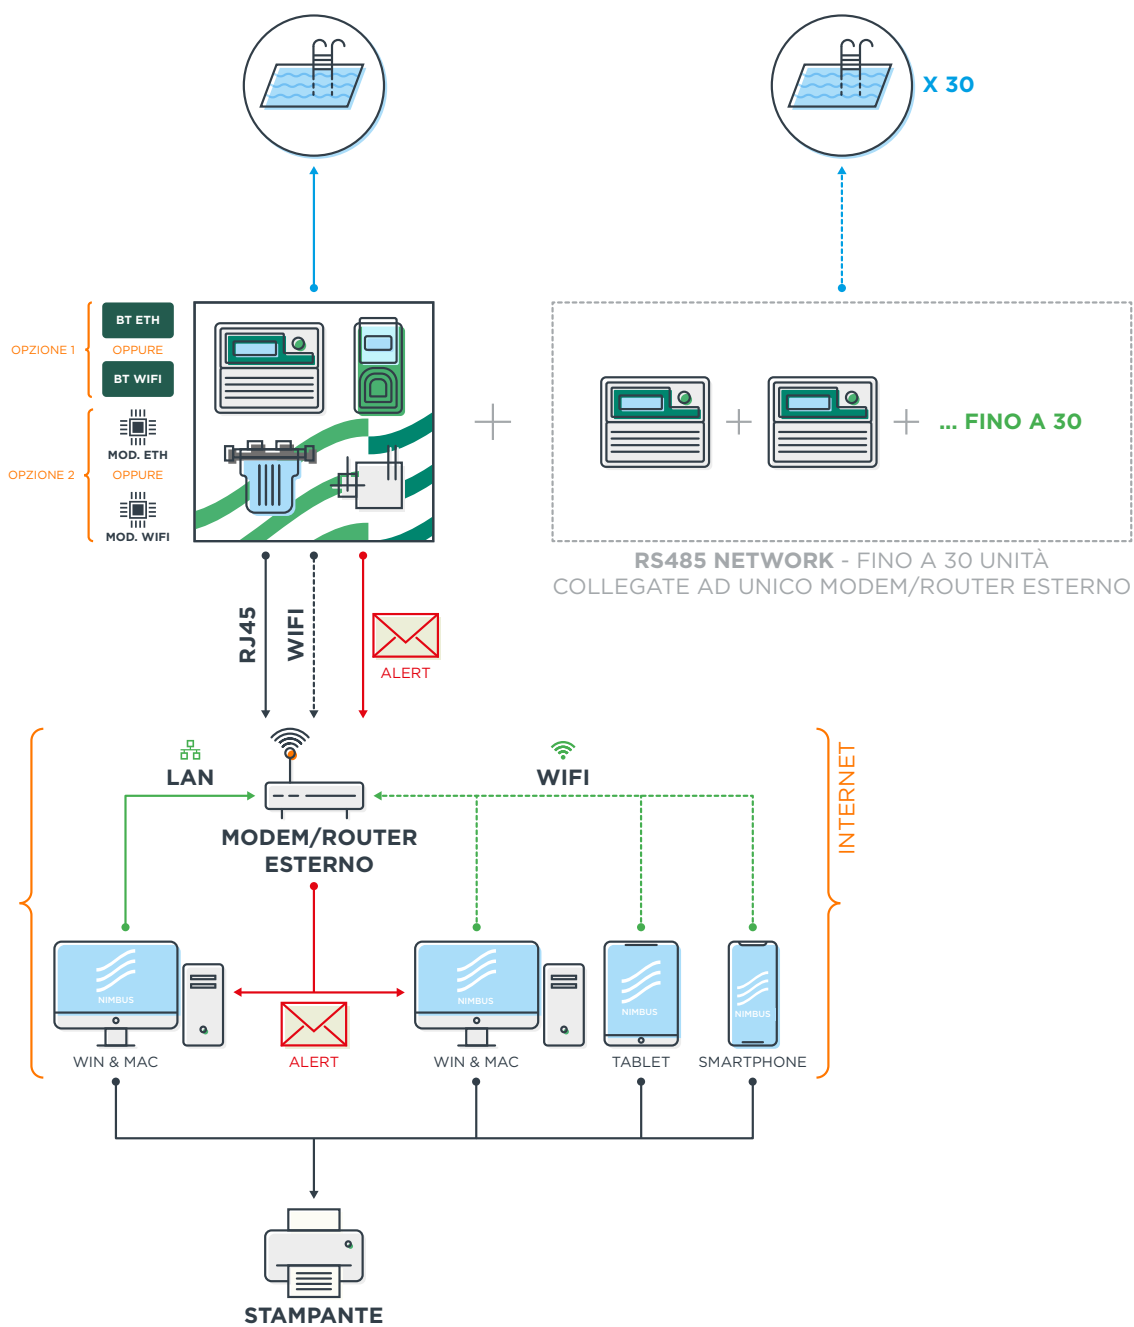 X 30
BT ETH
OPZIONE 1
OPPURE
BT WIFI
MOD. ETH
OPZIONE 2
OPPURE
MOD. WIFI
... FINO A 30
RS485 NETWORK - FINO A 30 UNITÀ
COLLEGATE AD UNICO MODEM/ROUTER ESTERNO
RJ45
WIFI
ALERT
LAN
WIFI
INTERNET
MODEM/ROUTER
ESTERNO
NIMBUS
NIMBUS
NIMBUS
NIMBUS
WIN & MAC
ALERT
WIN & MAC
TABLET
SMARTPHONE
STAMPANTE